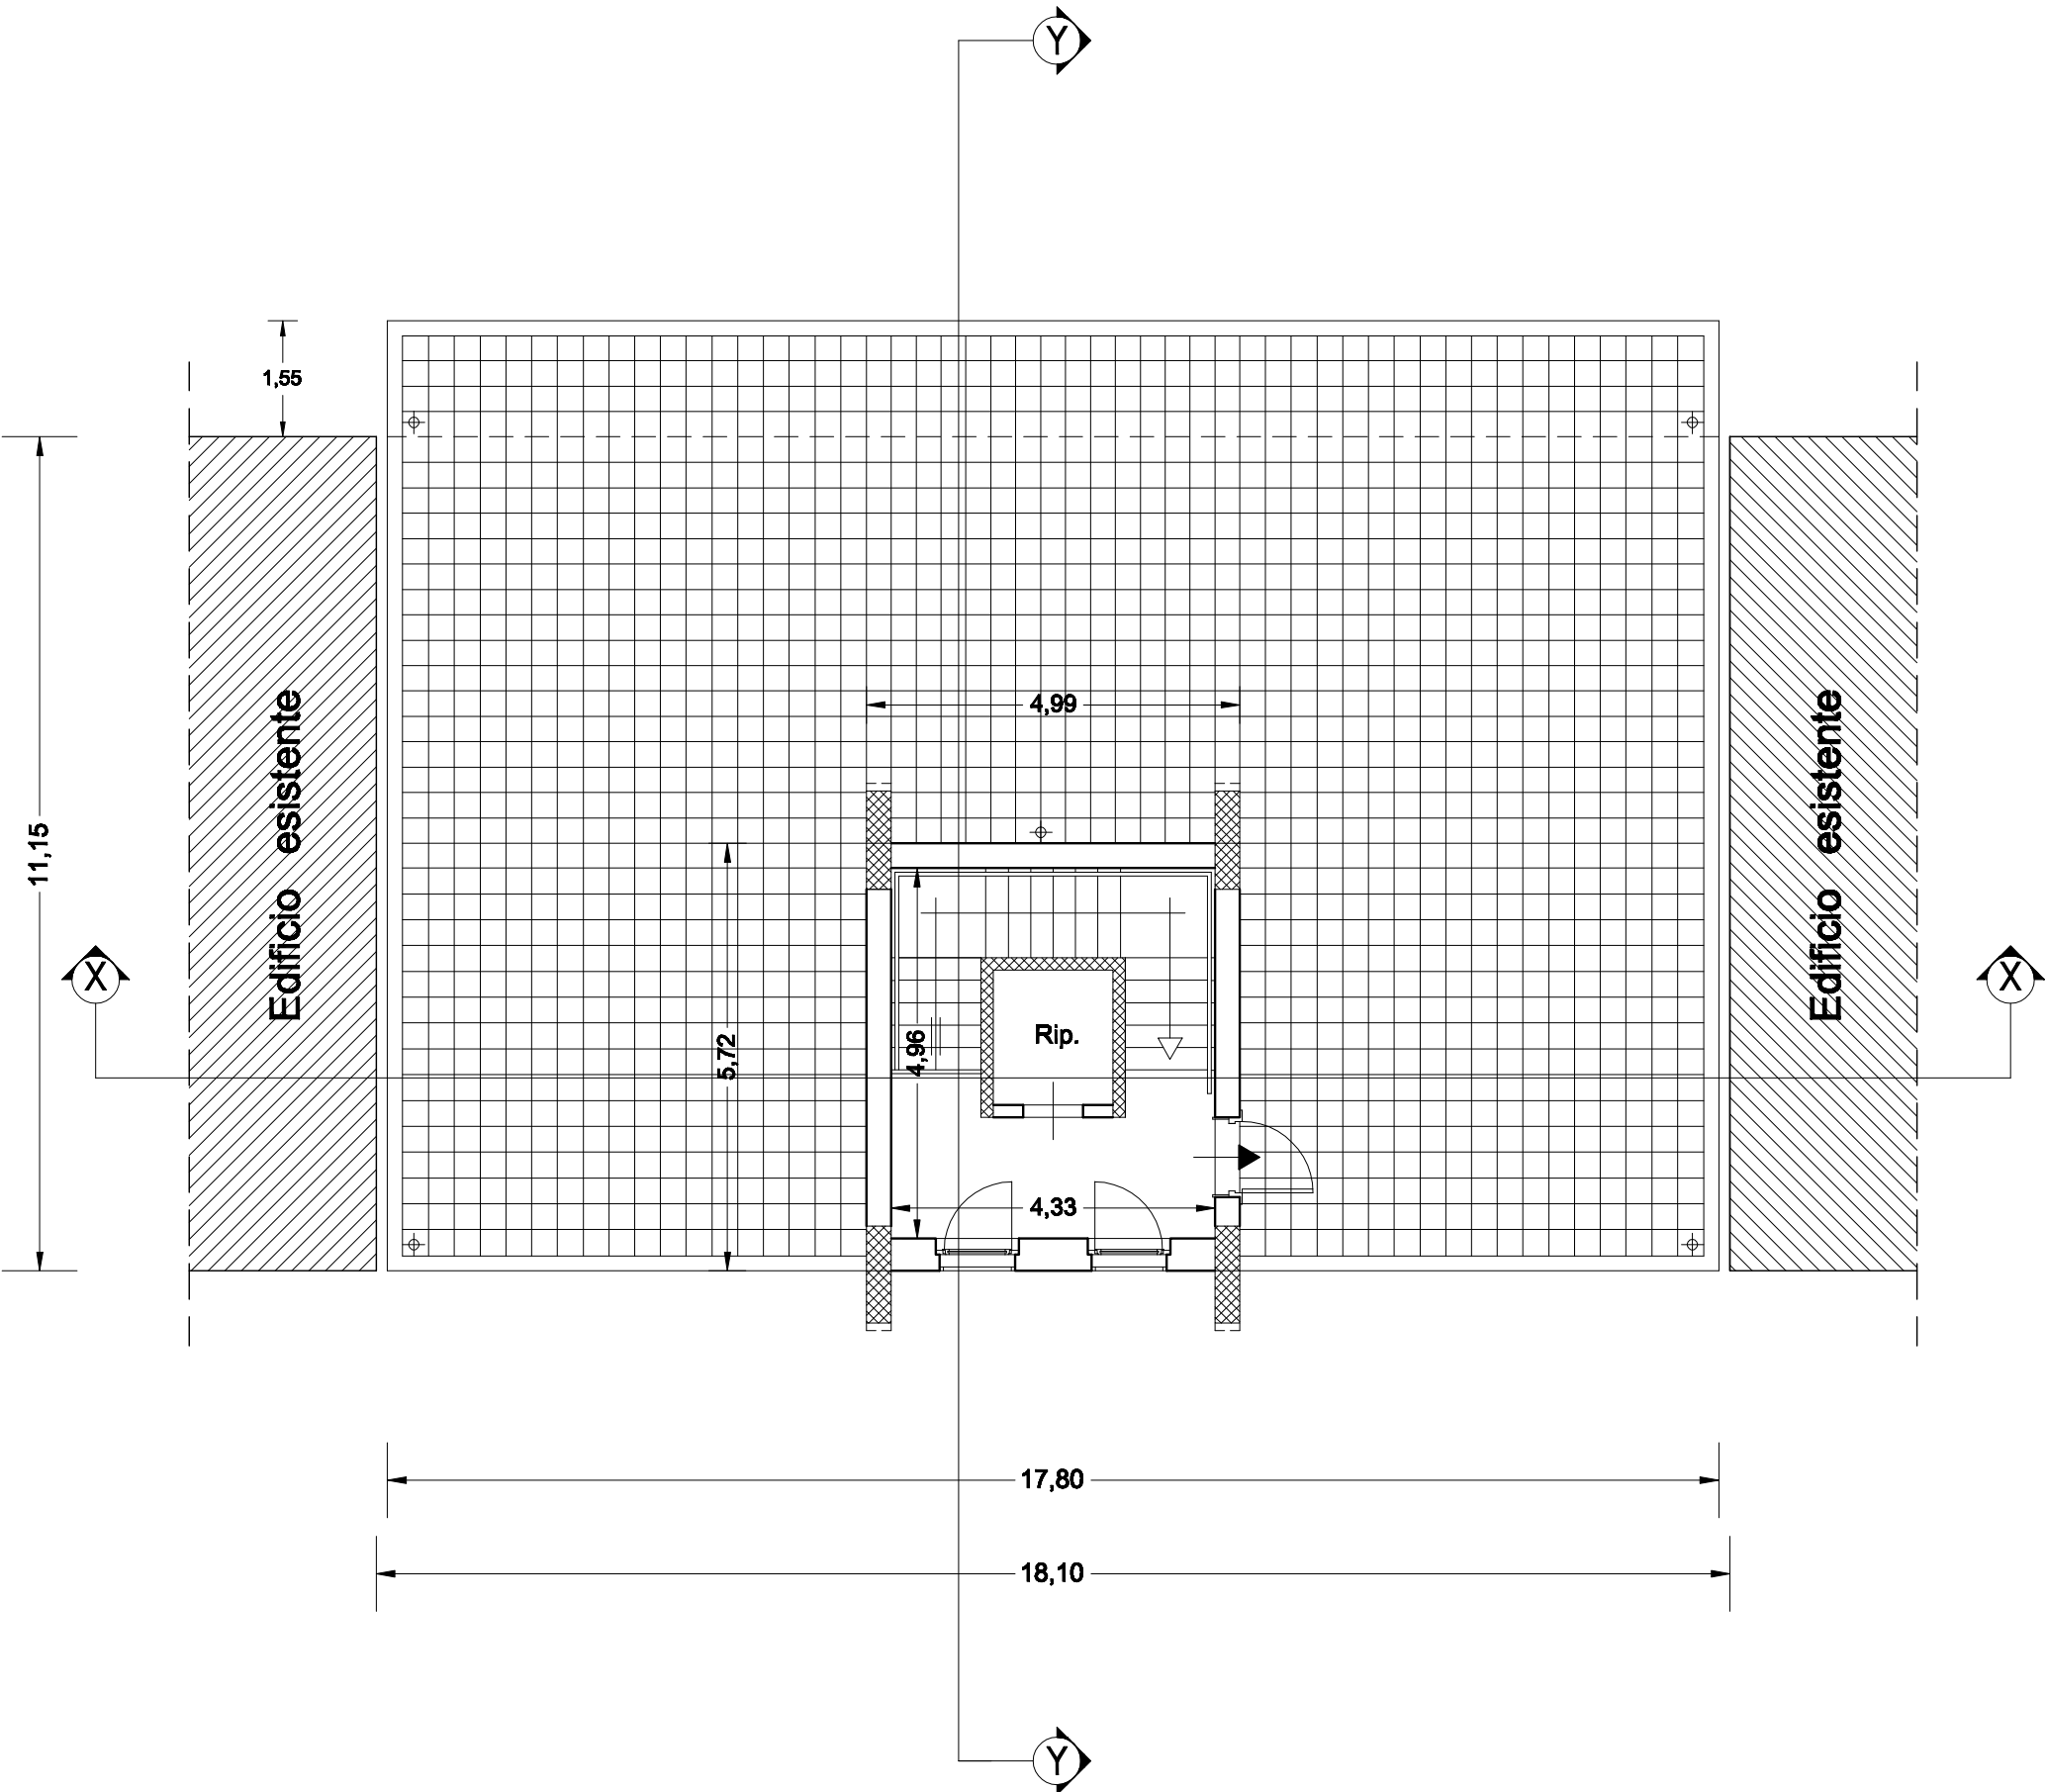 Y
1,55
4,99
Edificio esistente
Edificio esistente
11,15
X
X
5,72
4,96
Rip.
4,33
17,80
18,10
Y